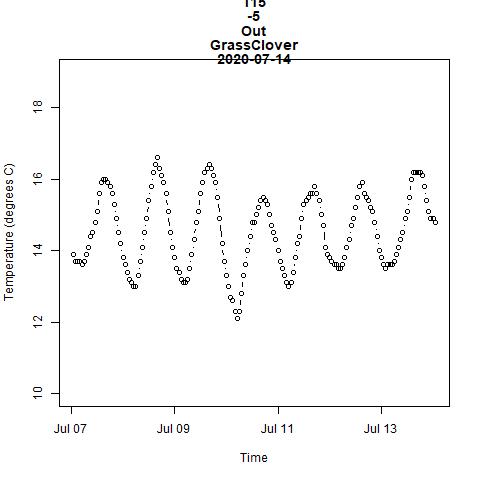 T15
-5
Out
GrassClover
2020-07-14
Temperature (degrees C)
18
16
14
12
10
Jul 07
Jul 09
Jul 11
Jul 13
Time